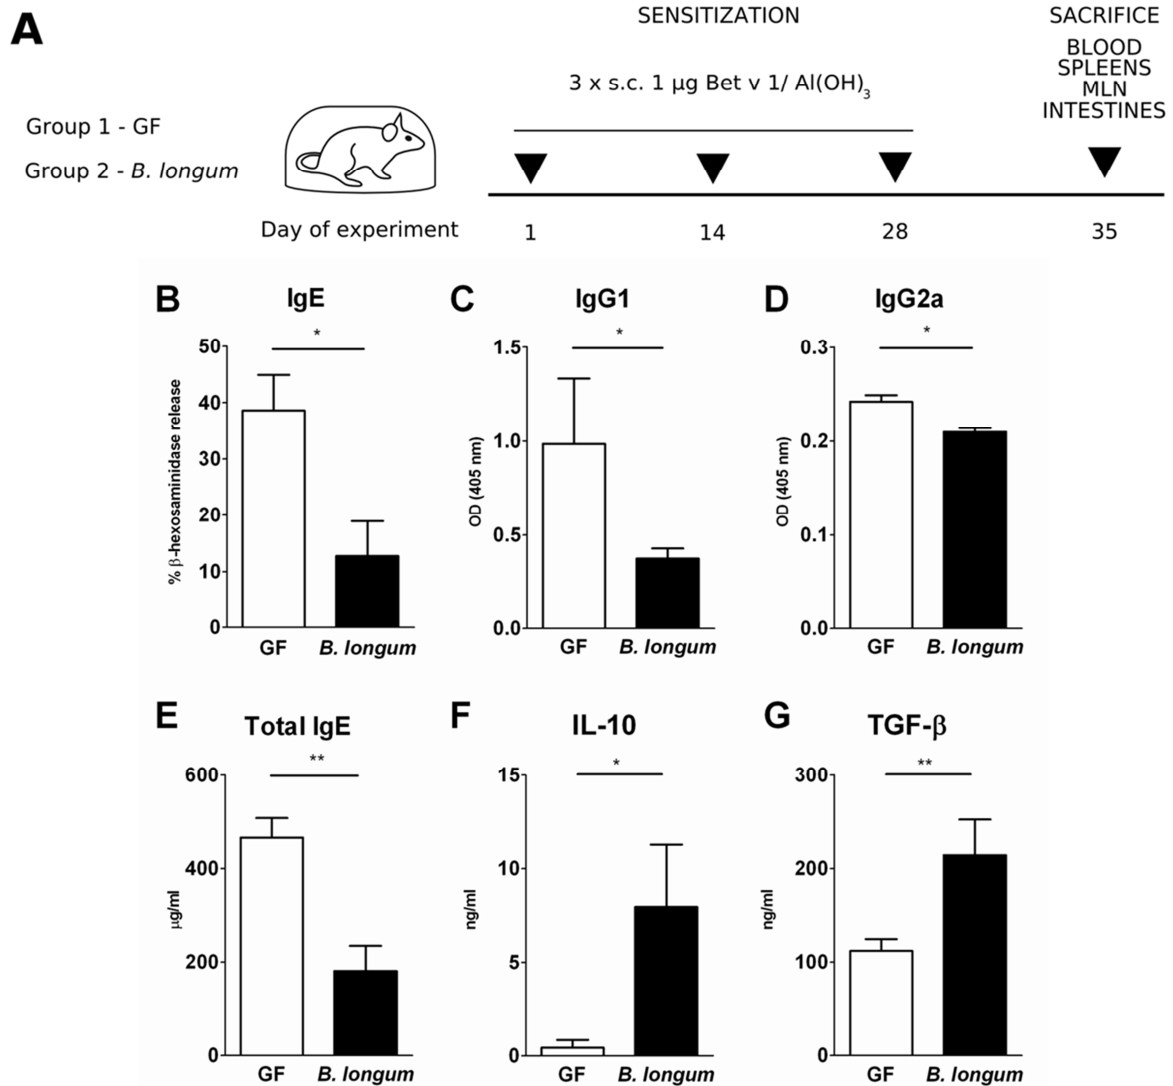 A
SENSITIZATION
SACRIFICE
BLOOD
SPLEENS
MLN
INTESTINES
3 x s.c. 1 µg Bet v 1/ Al(OH)3
Group 1 - GF
Group 2 - B. longum
Day of experiment 1 14 28 35
B IgE
*
50
40
30
20
10
0
% β-hexosaminidase release
GF B. longum
C IgG1
*
1.5
1.0
0.5
0.0
OD (405 nm)
GF B. longum
D IgG2a
*
0.3
0.2
0.1
0.0
OD (405 nm)
GF B. longum
E Total IgE
**
600
400
200
0
µg/ml
GF B. longum
F IL-10
*
15
10
5
0
ng/ml
GF B. longum
G TGF-β
**
300
200
100
0
ng/ml
GF B. longum